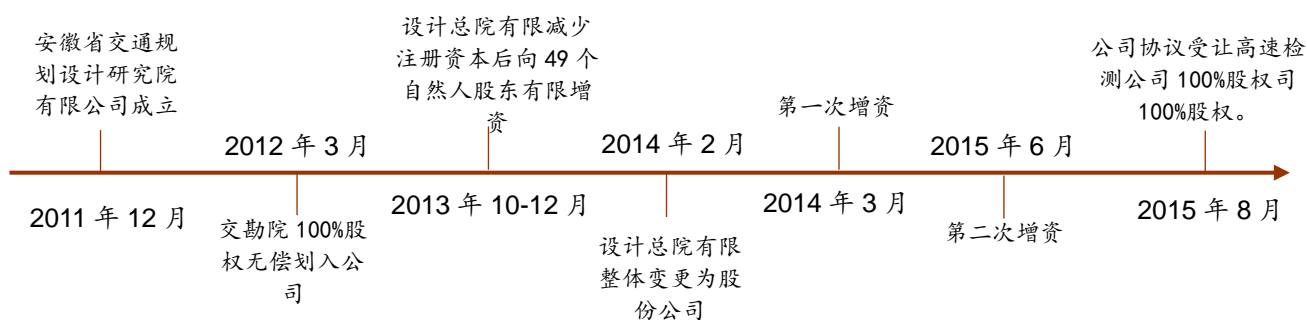 安徽省交通规
划设计研究院
有限公司成立
2011 年 12 月
2012 年 3 月
交勘院 100%股
权无偿划入公
司
设计总院有限减少
注册资本后向 49 个
自然人股东有限增
资
2013 年 10-12 月
2014 年 2 月
设计总院有限
整体变更为股
份公司
第一次增资
2014 年 3 月
2015 年 6 月
第二次增资
公司协议受让高速检
测公司 100%股权司
100%股权。
2015 年 8 月